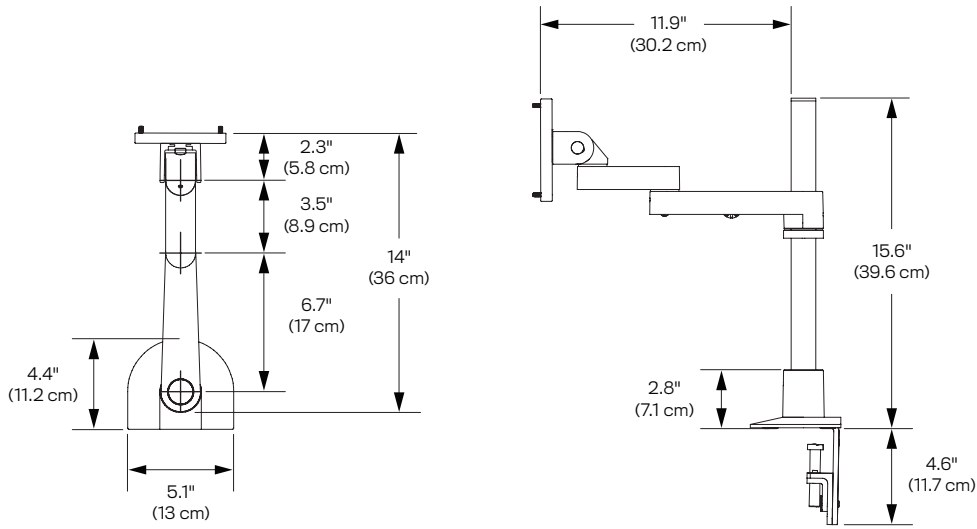 2.3"
(5.8 cm)
3.5"
(8.9 cm)
14"
(36 cm)
6.7"
(17 cm)
4.4"
(11.2 cm)
5.1"
(13 cm)
11.9"
(30.2 cm)
15.6"
(39.6 cm)
2.8"
(7.1 cm)
4.6"
(11.7 cm)